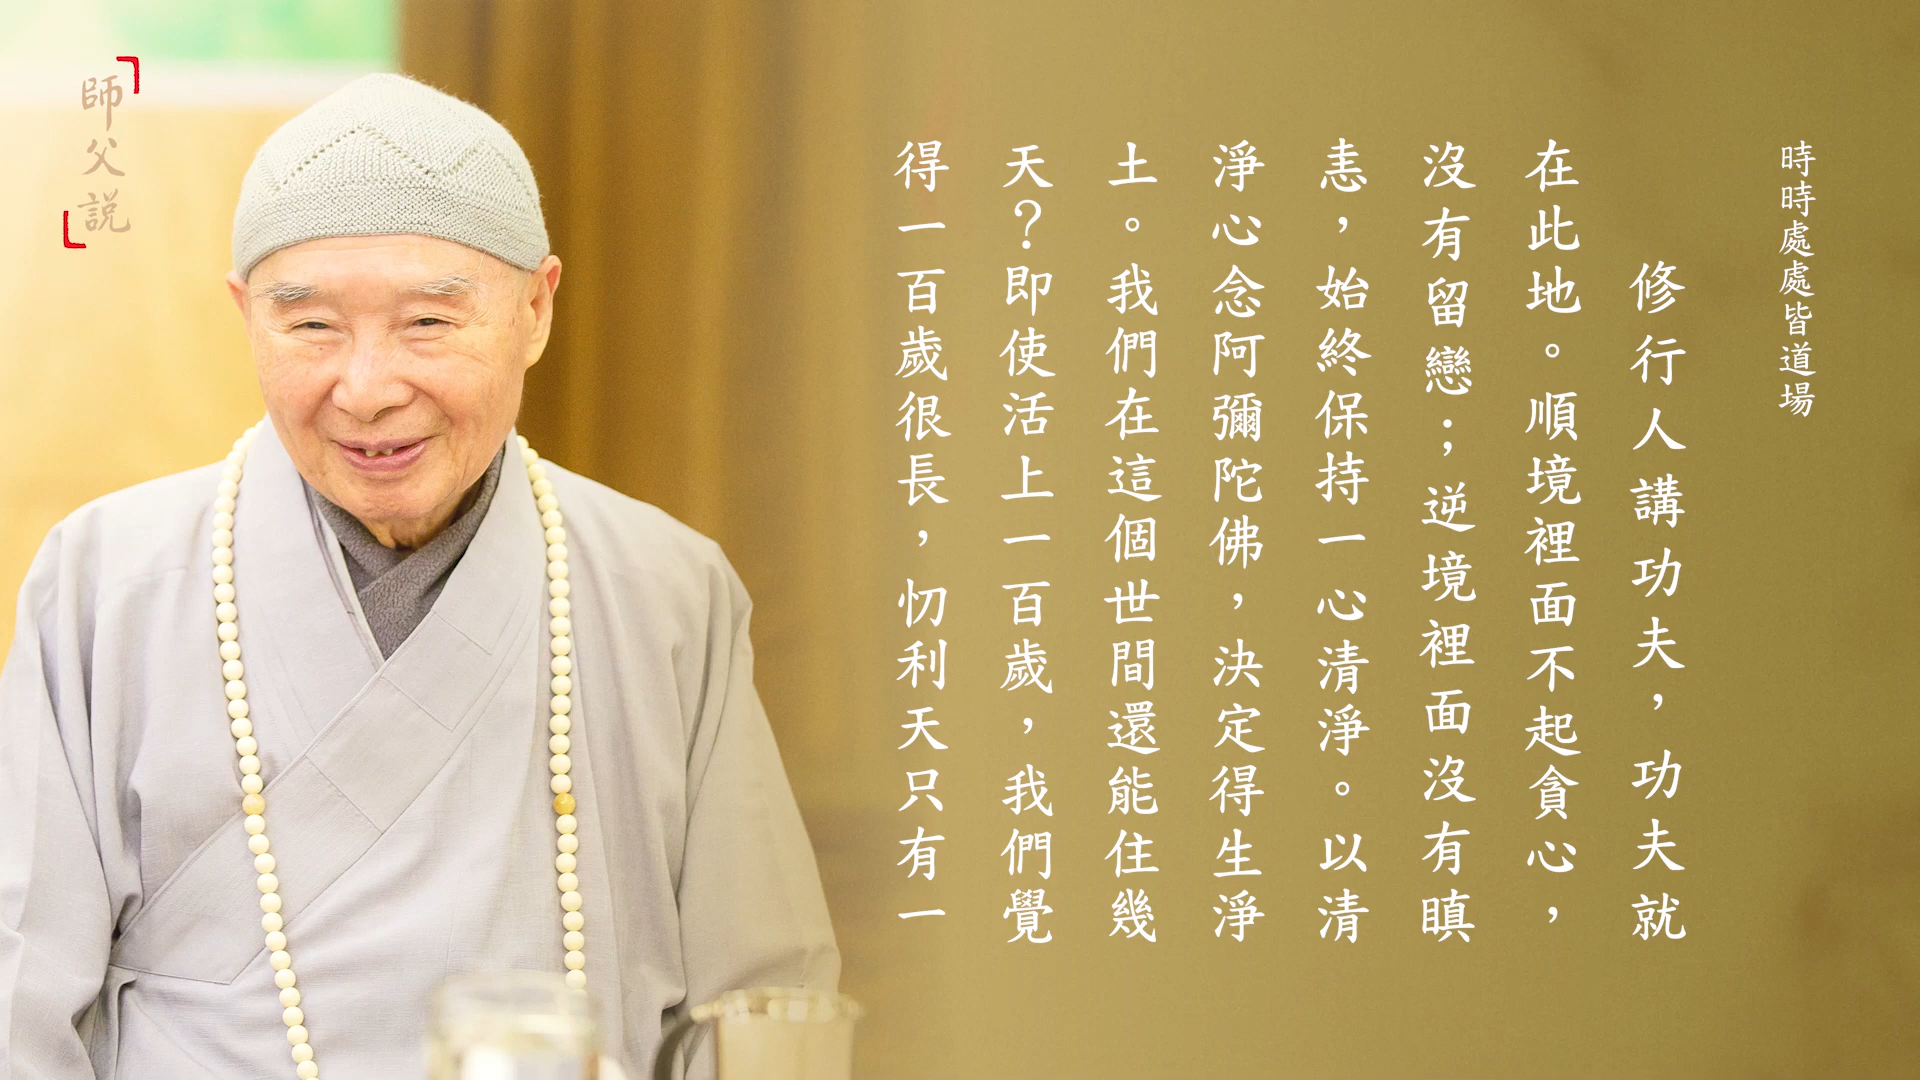 時時處處皆道場
修行人講功夫，功夫就
在此地。順境裡面不起貪心，
沒有留戀；逆境裡面沒有瞋
恚，始終保持一心清淨。以清
淨心念阿彌陀佛，決定得生淨
土。我們在這個世間還能住幾
天？即使活上一百歲，我們覺
得一百歲很長，忉利天只有一
師父説